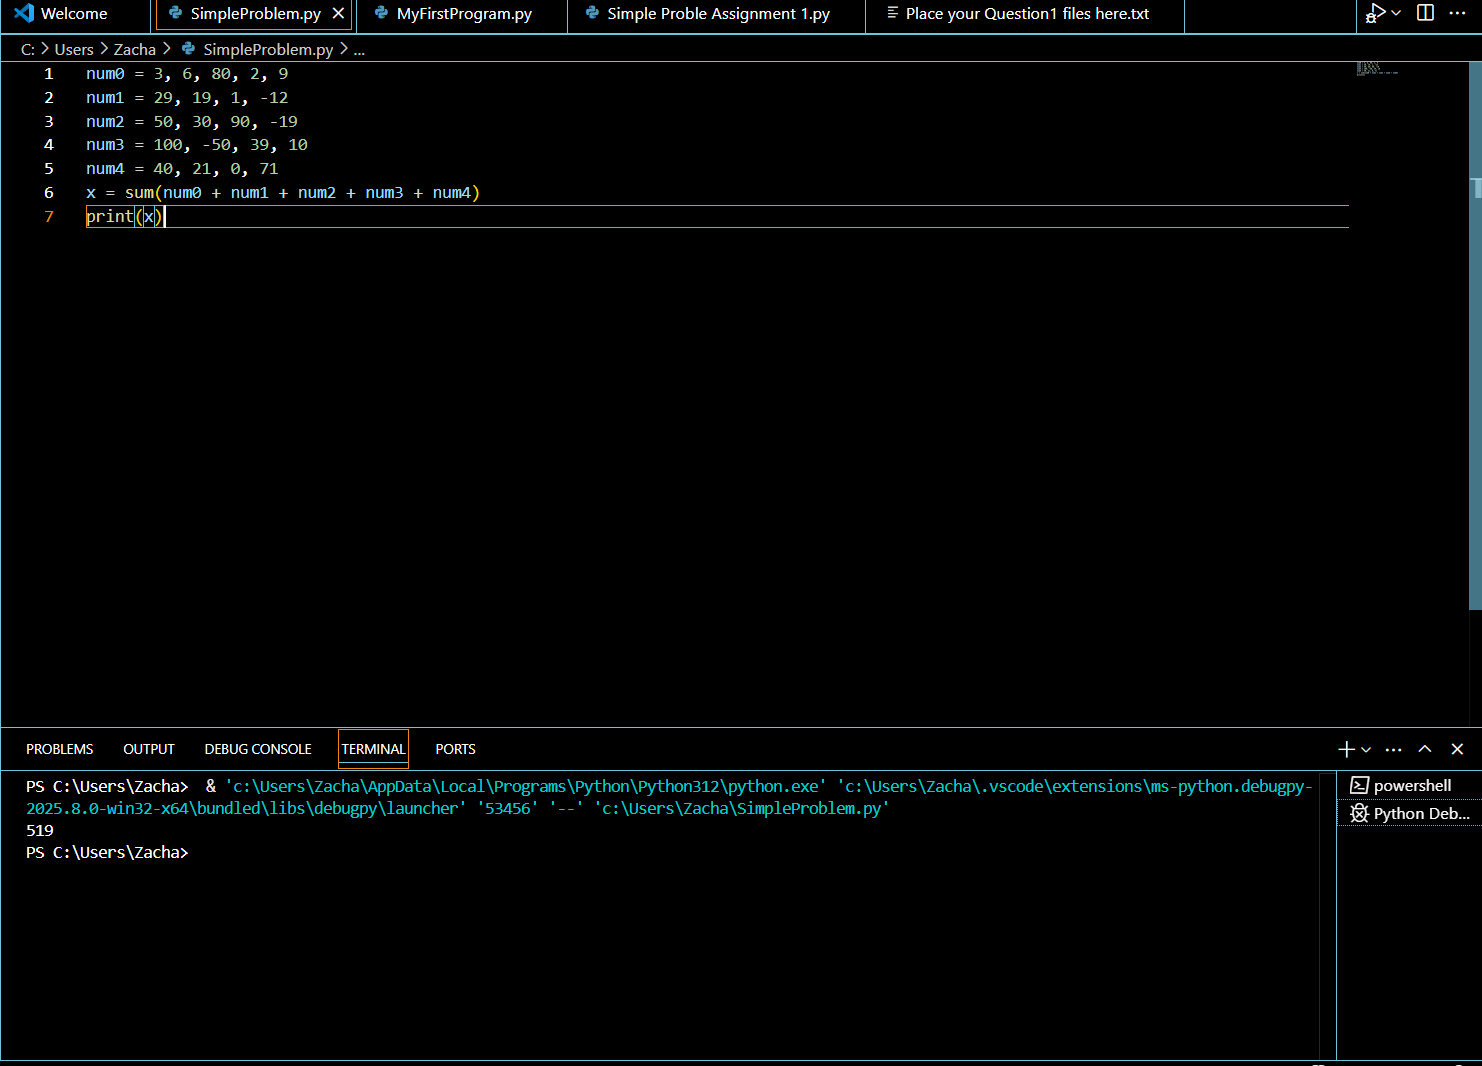 Welcome SimpleProblem.py MyFirstProgram.py Simple Proble Assignment 1.py Place your Question1 files here.txt
C: > Users > Zacha > SimpleProblem.py > ...
1 num0 = 3, 6, 80, 2, 9
2 num1 = 29, 19, 1, -12
3 num2 = 50, 30, 90, -19
4 num3 = 100, -50, 39, 10
5 num4 = 40, 21, 0, 71
6 x = sum(num0 + num1 + num2 + num3 + num4)
7 print(x)
PROBLEMS OUTPUT DEBUG CONSOLE TERMINAL PORTS
PS C:\Users\Zacha> & 'c:\Users\Zacha\AppData\Local\Programs\Python\Python312\python.exe' 'c:\Users\Zacha\.vscode\extensions\ms-python.debugpy-
2025.8.0-win32-x64\bundled\libs\debugpy\launcher' '53456' '--' 'c:\Users\Zacha\SimpleProblem.py'
519
PS C:\Users\Zacha>
powershell
Python Deb...